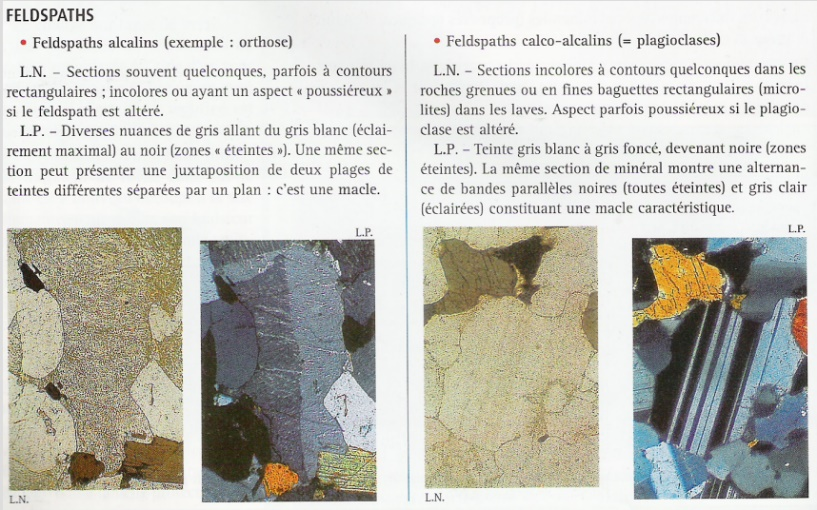 FELDSPATHS
• Feldspaths alcalins (exemple : orthose)
L.N. – Sections souvent quelconques, parfois à contours
rectangulaires ; incolores ou ayant un aspect « poussiéreux »
si le feldspath est altéré.
L.P. – Diverses nuances de gris allant du gris blanc (éclai-
rement maximal) au noir (zones « éteintes »). Une même sec-
tion peut présenter une juxtaposition de deux plages de
teintes différentes séparées par un plan : c'est une macle.
L.P.
L.N.
• Feldspaths calco-alcalins (= plagioclases)
L.N. – Sections incolores à contours quelconques dans les
roches grenues ou en fines baguettes rectangulaires (micro-
lites) dans les laves. Aspect parfois poussiéreux si le plagio-
clase est altéré.
L.P. – Teinte gris blanc à gris foncé, devenant noire (zones
éteintes). La même section de minéral montre une alternan-
ce de bandes parallèles noires (toutes éteintes) et gris clair
(éclairées) constituant une macle caractéristique.
L.P.
L.N.